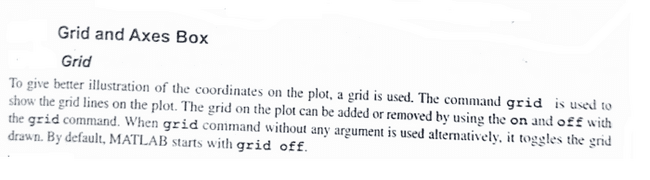 Grid and Axes Box
Grid
To give better illustration of the coordinates on the plot, a grid is used. The command grid is used to
show the grid lines on the plot. The grid on the plot can be added or removed by using the on and off with
the grid command. When grid command without any argument is used alternatively, it toggles the grid
drawn. By default, MATLAB starts with grid off.